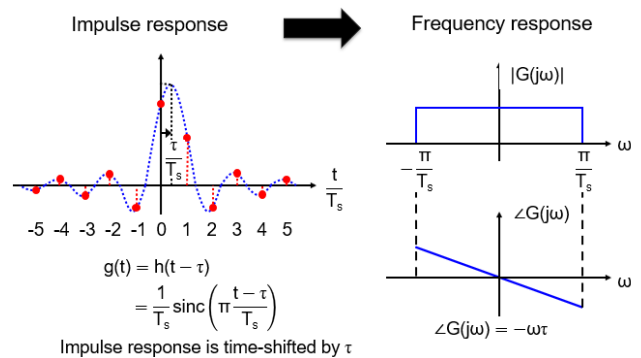 Impulse response
Frequency response
|G(jω)|
τ
T_s
t
T_s
ω
-5 -4 -3 -2 -1 0 1 2 3 4 5
-π/T_s
π/T_s
∠G(jω)
g(t) = h(t − τ)
= 1/T_s sinc(π (t − τ)/T_s)
ω
∠G(jω) = −ωτ
Impulse response is time-shifted by τ